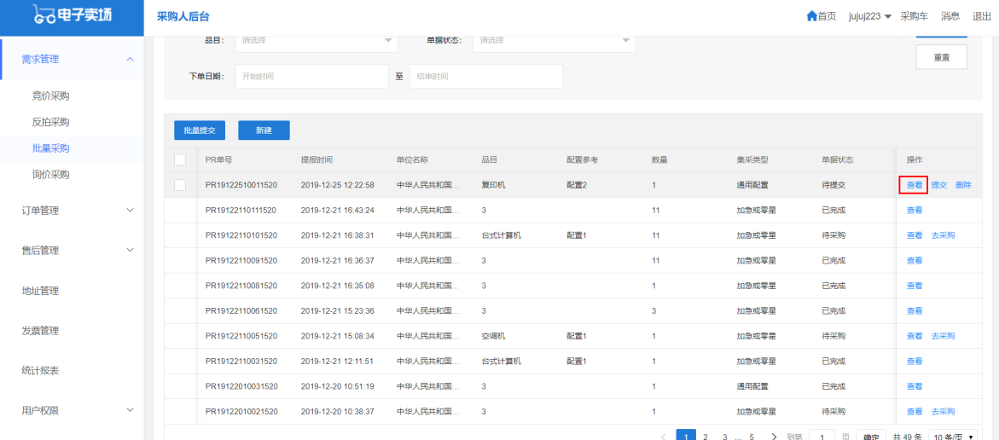 电子卖场 采购人后台 首页 jujuj223 采购车 消息 退出
需求管理
竞价采购
反拍采购
批量采购
询价采购
订单管理
售后管理
地址管理
发票管理
统计报表
用户权限
品目： 请选择 单据状态： 请选择
重置
下单日期： 开始时间 至 结束时间
批量提交 新建
PR单号 提报时间 单位名称 品目 配置参考 数量 集采类型 单据状态 操作
PR19122510011520 2019-12-25 12:22:58 中华人民共和国... 复印机 配置2 1 通用配置 待提交 查看 提交 删除
PR19122110111520 2019-12-21 16:43:24 中华人民共和国... 3 11 加急或零星 已完成 查看
PR19122110101520 2019-12-21 16:38:31 中华人民共和国... 台式计算机 配置1 11 加急或零星 待采购 查看 去采购
PR19122110091520 2019-12-21 16:36:37 中华人民共和国... 3 11 加急或零星 已完成 查看
PR19122110081520 2019-12-21 16:35:08 中华人民共和国... 3 1 加急或零星 已完成 查看
PR19122110061520 2019-12-21 15:23:36 中华人民共和国... 3 3 加急或零星 已完成 查看
PR19122110051520 2019-12-21 15:08:34 中华人民共和国... 空调机 配置1 1 加急或零星 待采购 查看 去采购
PR19122110031520 2019-12-21 12:11:51 中华人民共和国... 台式计算机 配置1 1 加急或零星 已完成 查看
PR19122010031520 2019-12-20 10:51:19 中华人民共和国... 3 1 通用配置 已完成 查看
PR19122010021520 2019-12-20 10:38:37 中华人民共和国... 3 1 加急或零星 待采购 查看 去采购
1 2 3 ... 5 到第 1 页 确定 共 49 条 10 条/页